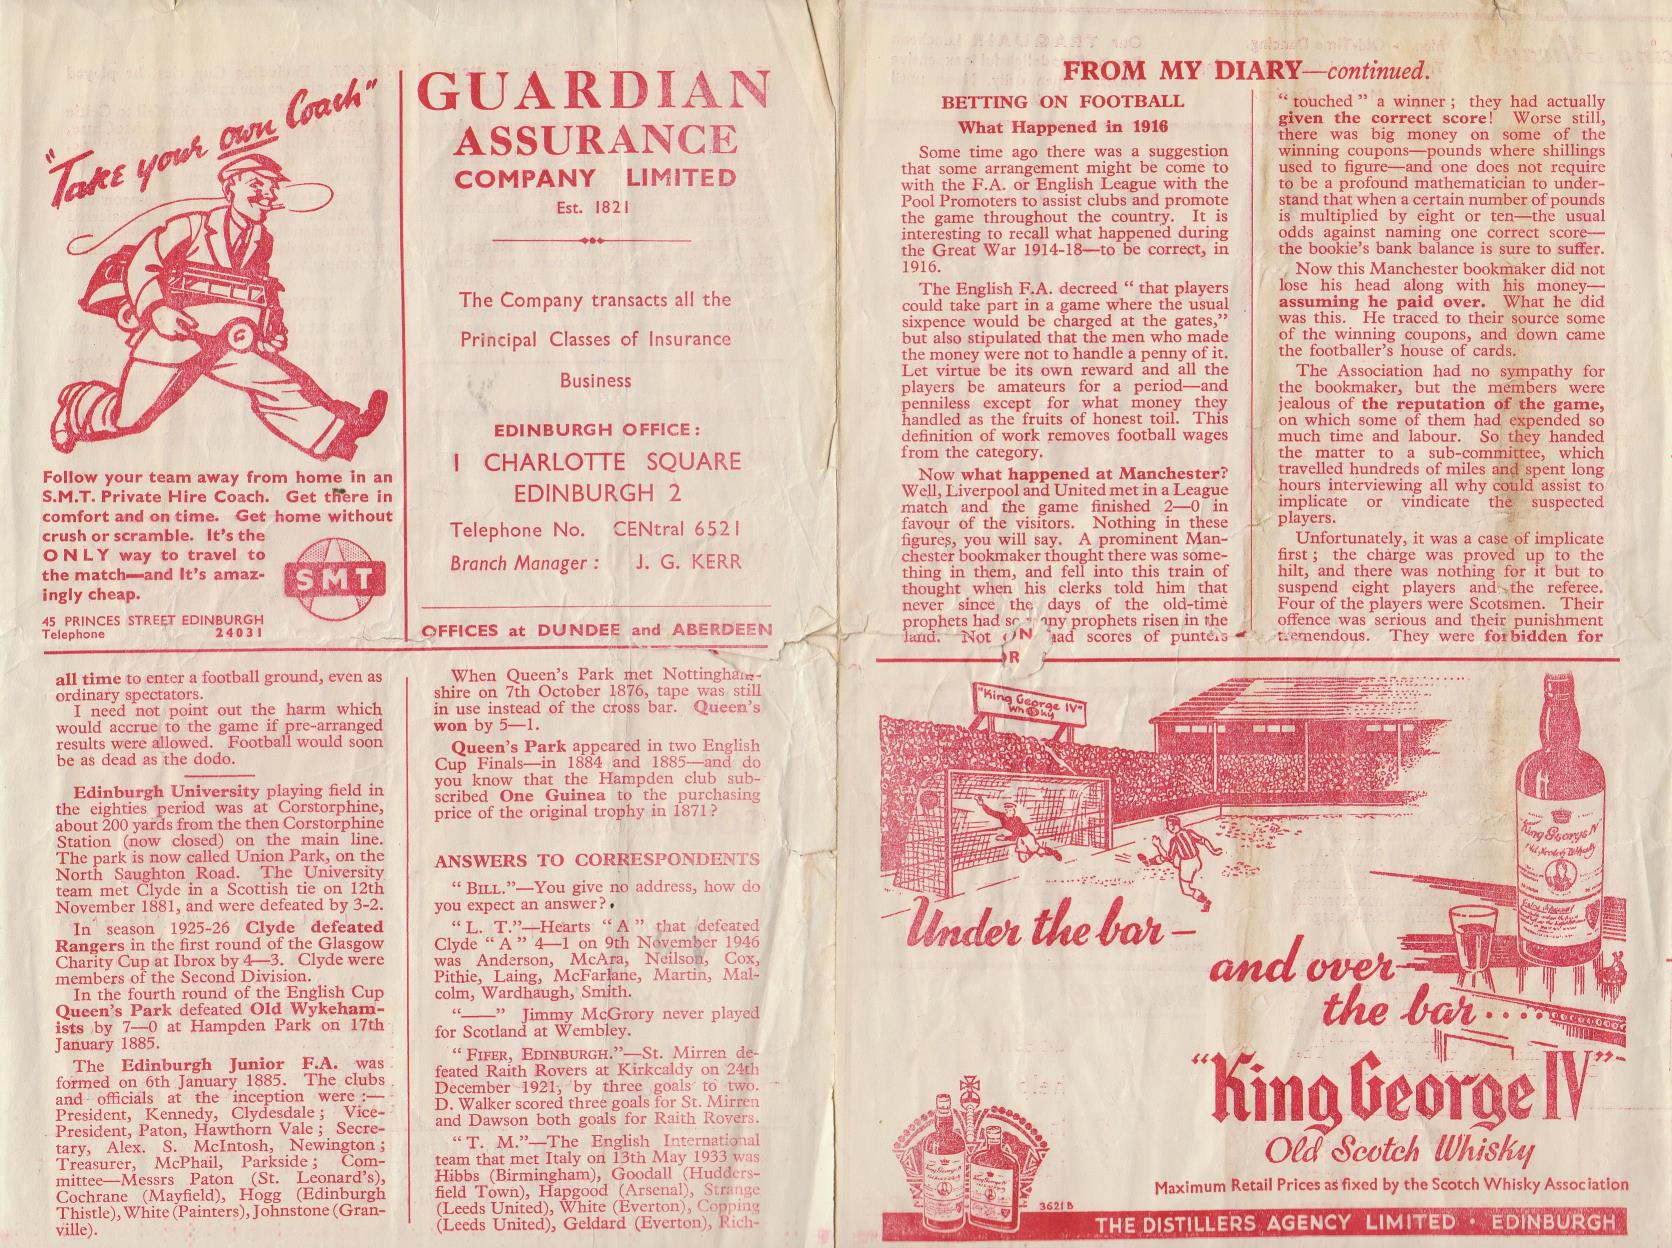 "Take your own Coach"
Follow your team away from home in an
S.M.T. Private Hire Coach. Get there in
comfort and on time. Get home without
crush or scramble. It's the
ONLY way to travel to
the match—and It's amaz-
ingly cheap.
SMT
45 PRINCES STREET EDINBURGH
Telephone 24031
GUARDIAN
ASSURANCE
COMPANY LIMITED
Est. 1821
The Company transacts all the
Principal Classes of Insurance
Business
EDINBURGH OFFICE:
1 CHARLOTTE SQUARE
EDINBURGH 2
Telephone No. CENtral 6521
Branch Manager: J. G. KERR
OFFICES at DUNDEE and ABERDEEN
all time to enter a football ground, even as
ordinary spectators.
I need not point out the harm which
would accrue to the game if pre-arranged
results were allowed. Football would soon
be as dead as the dodo.
Edinburgh University playing field in
the eighties period was at Corstorphine,
about 200 yards from the then Corstorphine
Station (now closed) on the main line.
The park is now called Union Park, on the
North Saughton Road. The University
team met Clyde in a Scottish tie on 12th
November 1881, and were defeated by 3-2.
In season 1925-26 Clyde defeated
Rangers in the first round of the Glasgow
Charity Cup at Ibrox by 4—3. Clyde were
members of the Second Division.
In the fourth round of the English Cup
Queen's Park defeated Old Wykeham-
ists by 7—0 at Hampden Park on 17th
January 1885.
The Edinburgh Junior F.A. was
formed on 6th January 1885. The clubs
and officials at the inception were :—
President, Kennedy, Clydesdale ; Vice-
President, Paton, Hawthorn Vale ; Secre-
tary, Alex. S. McIntosh, Newington ;
Treasurer, McPhail, Parkside ; Com-
mittee—Messrs Paton (St. Leonard's),
Cochrane (Mayfield), Hogg (Edinburgh
Thistle), White (Painters), Johnstone (Gran-
ville).
When Queen's Park met Nottingham-
shire on 7th October 1876, tape was still
in use instead of the cross bar. Queen's
won by 5—1.
Queen's Park appeared in two English
Cup Finals—in 1884 and 1885—and do
you know that the Hampden club sub-
scribed One Guinea to the purchasing
price of the original trophy in 1871 ?
ANSWERS TO CORRESPONDENTS
" BILL."—You give no address, how do
you expect an answer ?
" L. T."—Hearts " A " that defeated
Clyde " A " 4—1 on 9th November 1946
was Anderson, McAra, Neilson, Cox,
Pithie, Laing, McFarlane, Martin, Mal-
colm, Wardhaugh, Smith.
"——" Jimmy McGrory never played
for Scotland at Wembley.
" FIFER, EDINBURGH."—St. Mirren de-
feated Raith Rovers at Kirkcaldy on 24th
December 1921, by three goals to two.
D. Walker scored three goals for St. Mirren
and Dawson both goals for Raith Rovers.
" T. M."—The English International
team that met Italy on 13th May 1933 was
Hibbs (Birmingham), Goodall (Hudders-
field Town), Hapgood (Arsenal), Strange
(Leeds United), White (Everton), Copping
(Leeds United), Geldard (Everton), Rich-
FROM MY DIARY—continued.
BETTING ON FOOTBALL
What Happened in 1916
Some time ago there was a suggestion
that some arrangement might be come to
with the F.A. or English League with the
Pool Promoters to assist clubs and promote
the game throughout the country. It is
interesting to recall what happened during
the Great War 1914-18—to be correct, in
1916.
The English F.A. decreed " that players
could take part in a game where the usual
sixpence would be charged at the gates,"
but also stipulated that the men who made
the money were not to handle a penny of it.
Let virtue be its own reward and all the
players be amateurs for a period—and
penniless except for what money they
handled as the fruits of honest toil. This
definition of work removes football wages
from the category.
Now what happened at Manchester?
Well, Liverpool and United met in a League
match and the game finished 2—0 in
favour of the visitors. Nothing in these
figures, you will say. A prominent Man-
chester bookmaker thought there was some-
thing in them, and fell into this train of
thought when his clerks told him that
never since the days of the old-time
prophets had so many prophets risen in the
land. Not had scores of punters
" touched " a winner ; they had actually
given the correct score! Worse still,
there was big money on some of the
winning coupons—pounds where shillings
used to figure—and one does not require
to be a profound mathematician to under-
stand that when a certain number of pounds
is multiplied by eight or ten—the usual
odds against naming one correct score—
the bookie's bank balance is sure to suffer.
Now this Manchester bookmaker did not
lose his head along with his money—
assuming he paid over. What he did
was this. He traced to their source some
of the winning coupons, and down came
the footballer's house of cards.
The Association had no sympathy for
the bookmaker, but the members were
jealous of the reputation of the game,
on which some of them had expended so
much time and labour. So they handed
the matter to a sub-committee, which
travelled hundreds of miles and spent long
hours interviewing all why could assist to
implicate or vindicate the suspected
players.
Unfortunately, it was a case of implicate
first ; the charge was proved up to the
hilt, and there was nothing for it but to
suspend eight players and the referee.
Four of the players were Scotsmen. Their
offence was serious and their punishment
tremendous. They were forbidden for
"King George IV"
Whisky
Under the bar—
and over
the bar....
"King George IV"
Old Scotch Whisky
Maximum Retail Prices as fixed by the Scotch Whisky Association
3621B
THE DISTILLERS AGENCY LIMITED · EDINBURGH